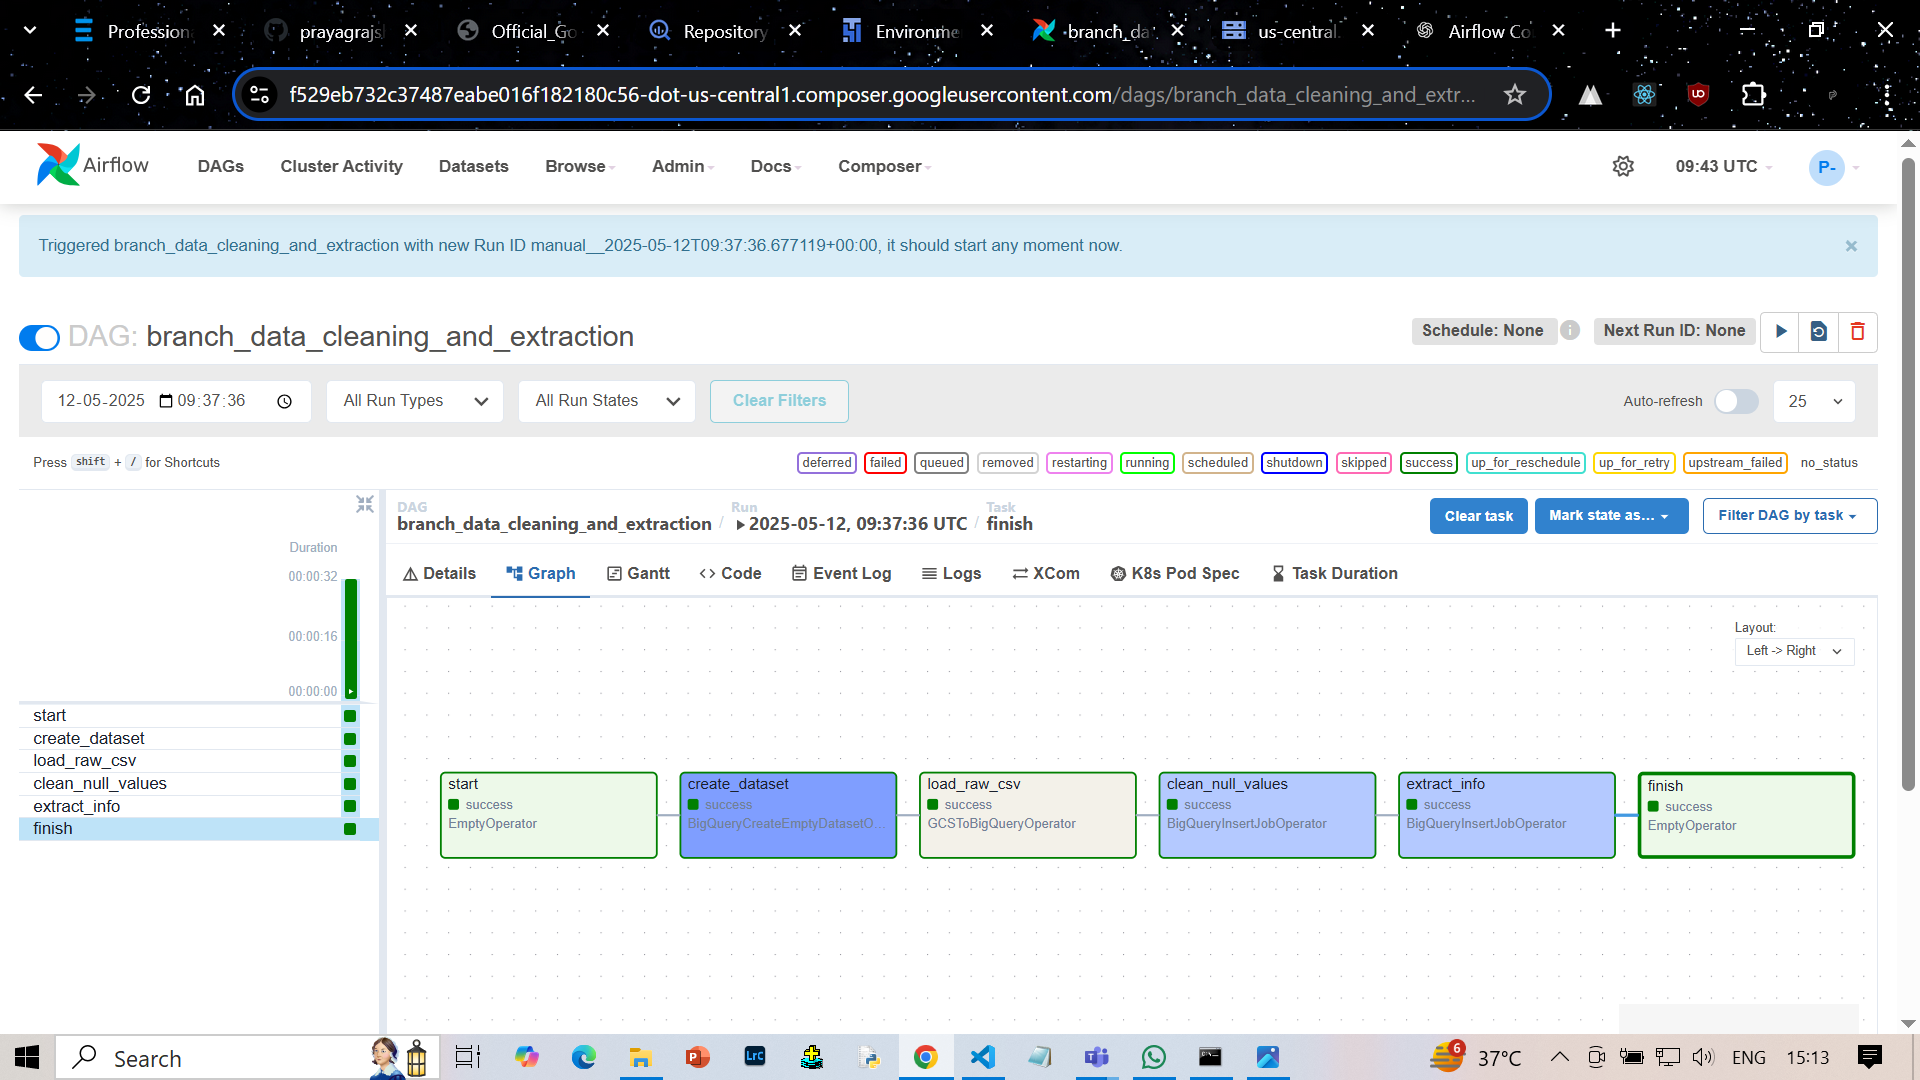 Profession
prayagrajs
Official_Go
Repository
Environme
branch_da
us-central
Airflow Co
f529eb732c37487eabe016f182180c56-dot-us-central1.composer.googleusercontent.com/dags/branch_data_cleaning_and_extr...
Airflow
DAGs
Cluster Activity
Datasets
Browse
Admin
Docs
Composer
09:43 UTC
P-
Triggered branch_data_cleaning_and_extraction with new Run ID manual__2025-05-12T09:37:36.677119+00:00, it should start any moment now.
×
DAG: branch_data_cleaning_and_extraction
Schedule: None
Next Run ID: None
12-05-2025 09:37:36
All Run Types
All Run States
Clear Filters
Auto-refresh
25
Press shift + / for Shortcuts
deferred
failed
queued
removed
restarting
running
scheduled
shutdown
skipped
success
up_for_reschedule
up_for_retry
upstream_failed
no_status
DAG
branch_data_cleaning_and_extraction
/
Run
2025-05-12, 09:37:36 UTC
/
Task
finish
Clear task
Mark state as...
Filter DAG by task
Duration
00:00:32
00:00:16
00:00:00
start
create_dataset
load_raw_csv
clean_null_values
extract_info
finish
Details
Graph
Gantt
Code
Event Log
Logs
XCom
K8s Pod Spec
Task Duration
Layout:
Left -> Right
start
success
EmptyOperator
create_dataset
success
BigQueryCreateEmptyDatasetO...
load_raw_csv
success
GCSToBigQueryOperator
clean_null_values
success
BigQueryInsertJobOperator
extract_info
success
BigQueryInsertJobOperator
finish
success
EmptyOperator
Search
LrC
6
37°C
ENG
15:13